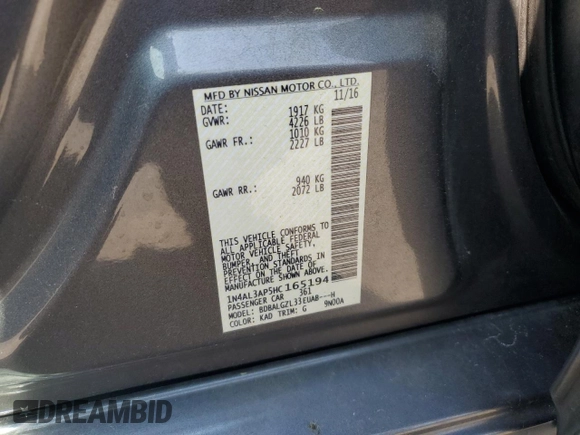 MFD BY NISSAN MOTOR CO., LTD.
DATE: 11/16
GVWR: 1917 KG
4226 LB
GAWR FR.: 1010 KG
2227 LB
GAWR RR.: 940 KG
2072 LB
THIS VEHICLE CONFORMS TO
ALL APPLICABLE FEDERAL
MOTOR VEHICLE SAFETY,
BUMPER, AND THEFT
PREVENTION STANDARDS IN
EFFECT ON THE DATE OF
MANUFACTURE SHOWN ABOVE.
1N4AL3AP5HC165194
PASSENGER CAR 361
MODEL: BDBALGZL33EUAB---H
COLOR: KAD TRIM: G 9N00A
DREAMBID